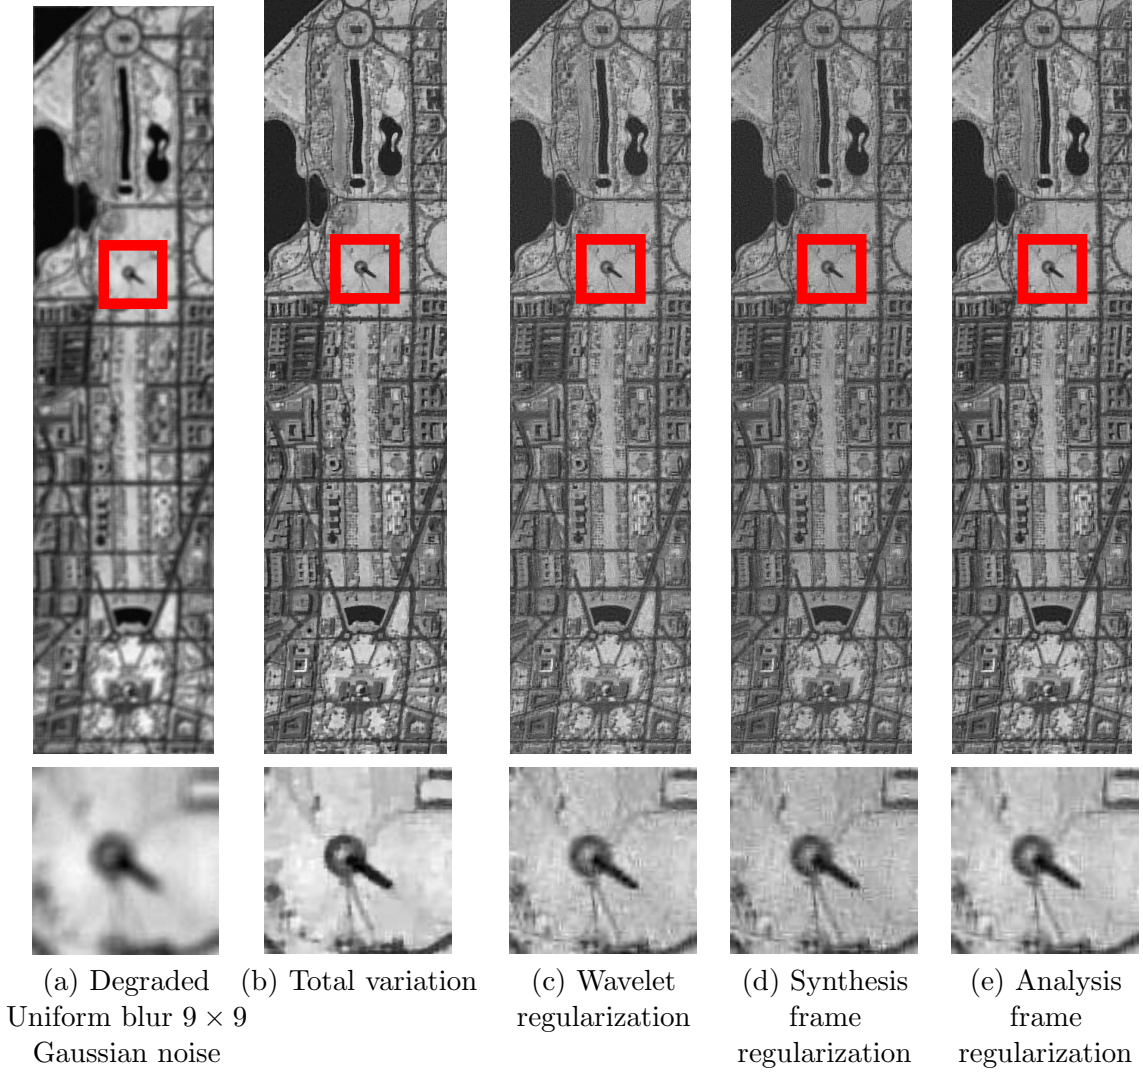 (a) Degraded
Uniform blur 9 × 9
Gaussian noise
(b) Total variation
(c) Wavelet
regularization
(d) Synthesis
frame
regularization
(e) Analysis
frame
regularization